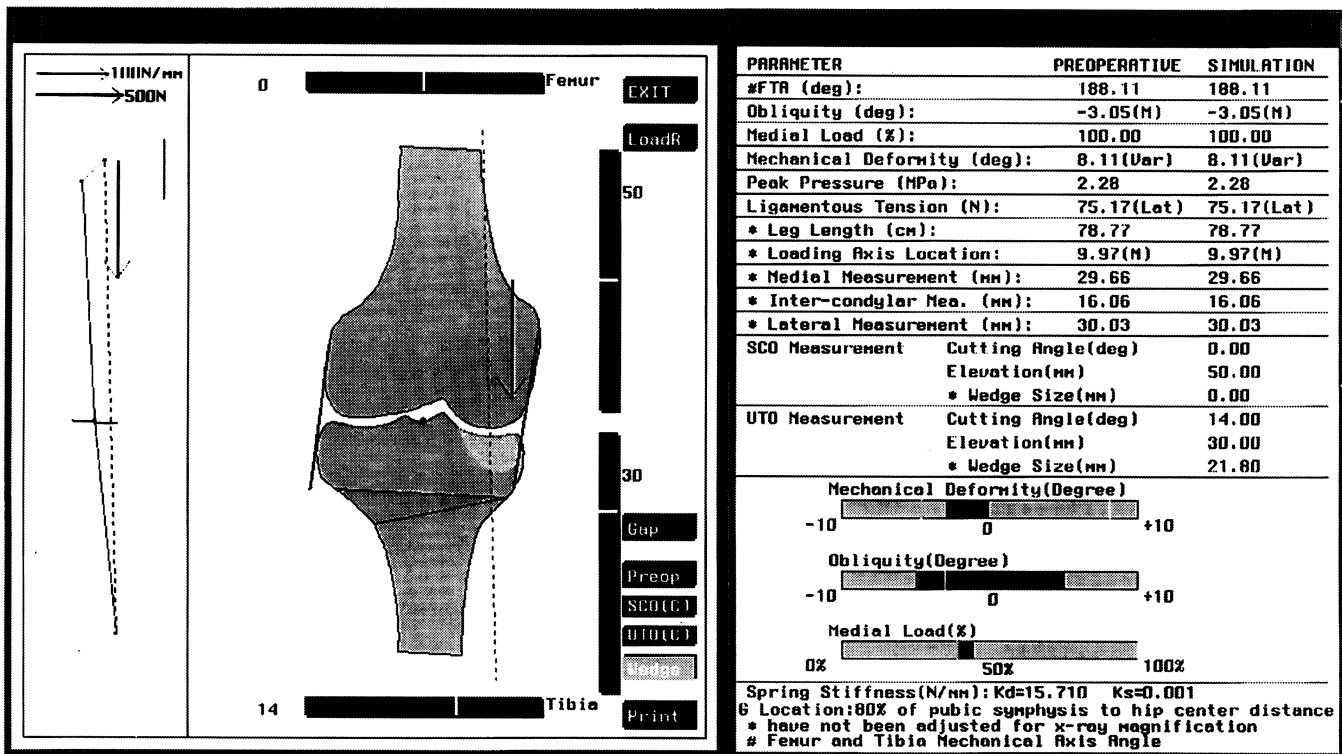 100N/mm
500N
0
Femur
EXIT
LoadR
50
30
Gap
Preop
SCO(C)
UTO(C)
Wedge
14
Tibia
Print
PARAMETER PREOPERATIVE SIMULATION
#FTA (deg): 188.11 188.11
Obliquity (deg): -3.05(M) -3.05(M)
Medial Load (%): 100.00 100.00
Mechanical Deformity (deg): 8.11(Var) 8.11(Var)
Peak Pressure (MPa): 2.28 2.28
Ligamentous Tension (N): 75.17(Lat) 75.17(Lat)
* Leg Length (cm): 78.77 78.77
* Loading Axis Location: 9.97(M) 9.97(M)
* Medial Measurement (mm): 29.66 29.66
* Inter-condylar Mea. (mm): 16.06 16.06
* Lateral Measurement (mm): 30.03 30.03
SCO Measurement Cutting Angle(deg) 0.00
Elevation(mm) 50.00
* Wedge Size(mm) 0.00
UTO Measurement Cutting Angle(deg) 14.00
Elevation(mm) 30.00
* Wedge Size(mm) 21.80
Mechanical Deformity(Degree)
-10 0 +10
Obliquity(Degree)
-10 0 +10
Medial Load(%)
0% 50% 100%
Spring Stiffness(N/mm): Kd=15.710 Ks=0.001
G Location:80% of pubic symphysis to hip center distance
* have not been adjusted for x-ray magnification
# Femur and Tibia Mechanical Axis Angle